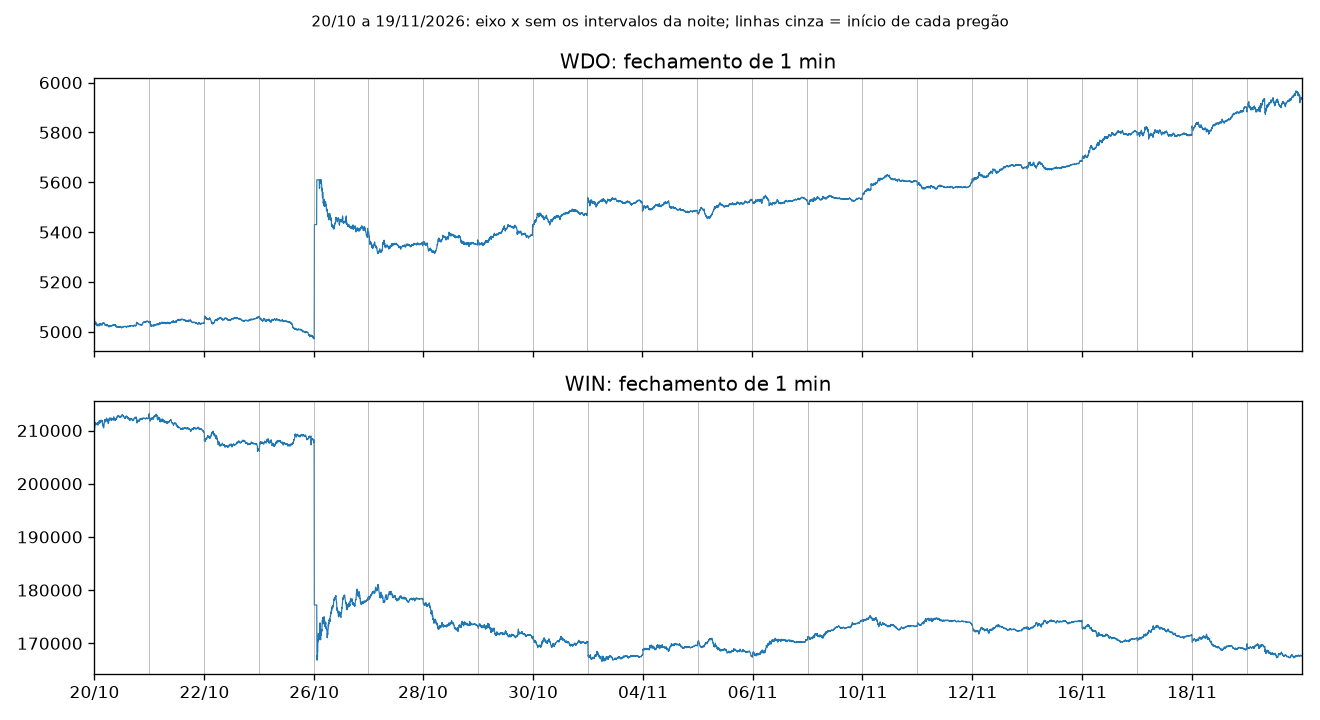 20/10 a 19/11/2026: eixo x sem os intervalos da noite; linhas cinza = início de cada pregão
WDO: fechamento de 1 min
6000
5800
5600
5400
5200
5000
WIN: fechamento de 1 min
210000
200000
190000
180000
170000
20/10 22/10 26/10 28/10 30/10 04/11 06/11 10/11 12/11 16/11 18/11